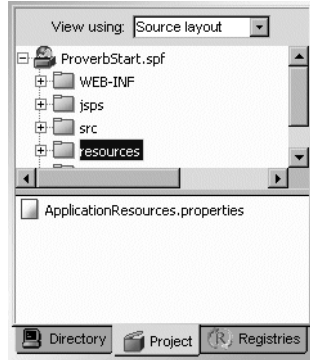 View using: Source layout
ProverbStart.spf
WEB-INF
jsps
src
resources
ApplicationResources.properties
Directory Project Registries